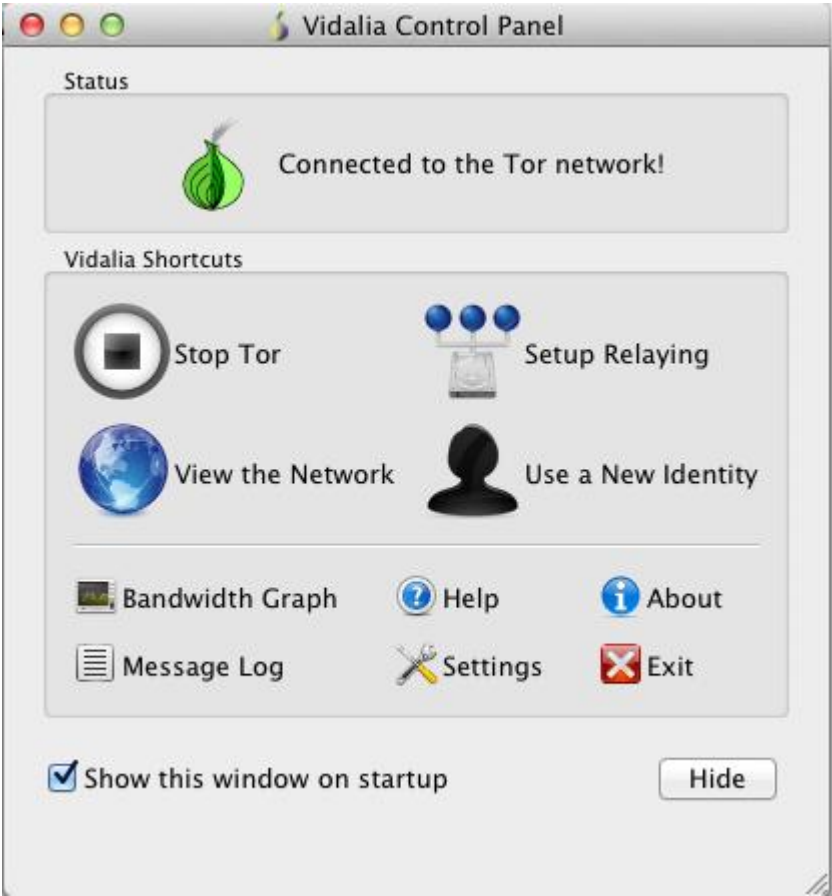 Vidalia Control Panel
Status
Connected to the Tor network!
Vidalia Shortcuts
Stop Tor
Setup Relaying
View the Network
Use a New Identity
Bandwidth Graph
Help
About
Message Log
Settings
Exit
Show this window on startup
Hide